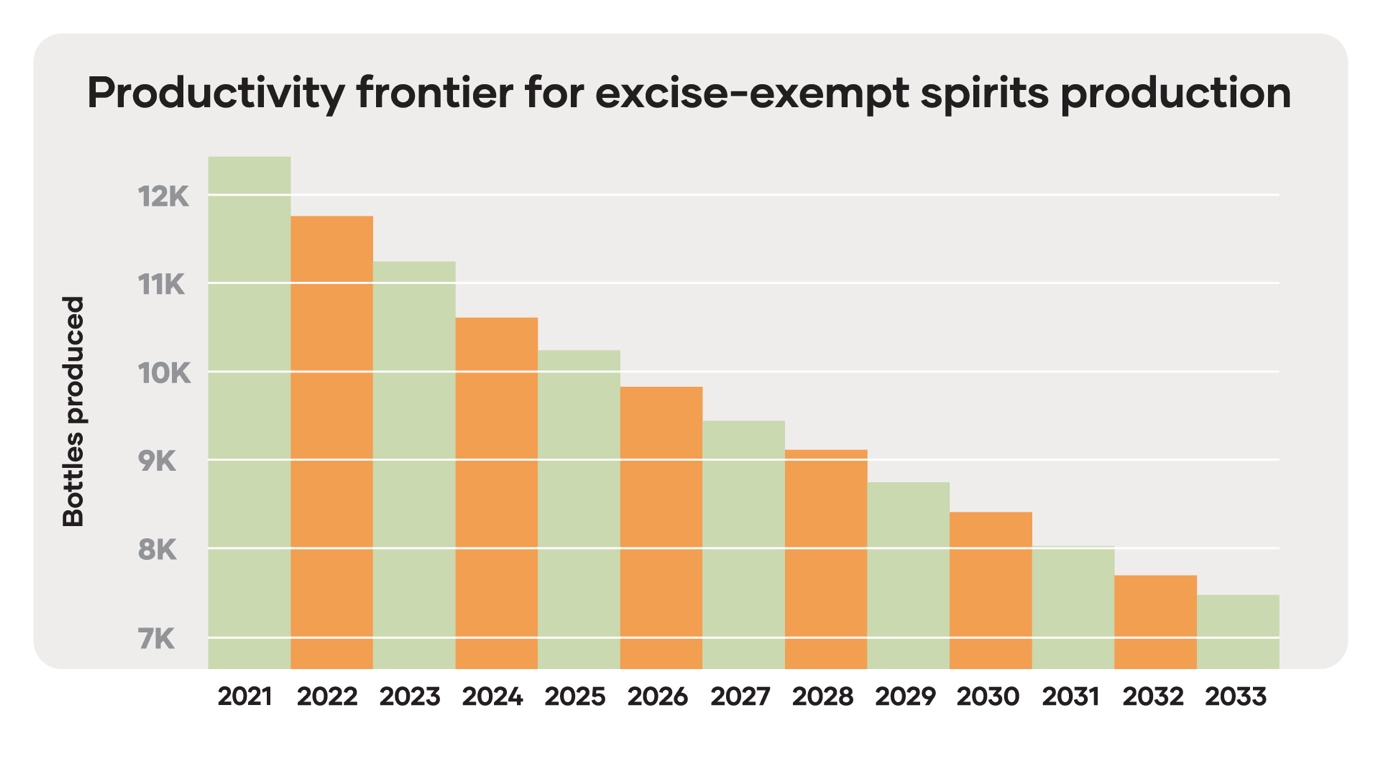 Productivity frontier for excise-exempt spirits production
Bottles produced
12K
11K
10K
9K
8K
7K
2021 2022 2023 2024 2025 2026 2027 2028 2029 2030 2031 2032 2033